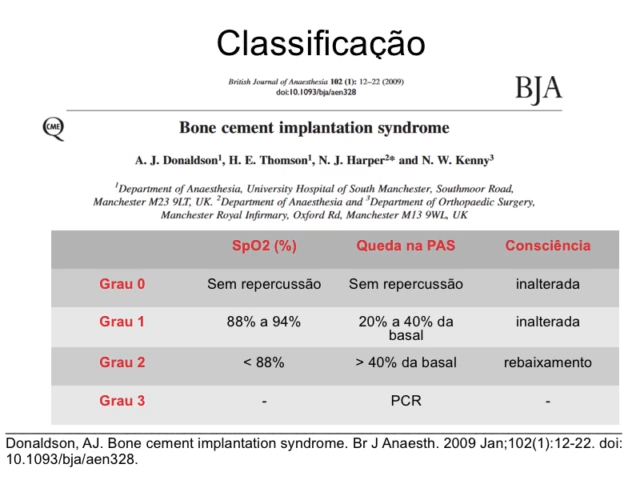 Classificação
British Journal of Anaesthesia 102 (1): 12–22 (2009)
doi:10.1093/bja/aen328
BJA
CME
Bone cement implantation syndrome
A. J. Donaldson1, H. E. Thomson1, N. J. Harper2* and N. W. Kenny3
1Department of Anaesthesia, University Hospital of South Manchester, Southmoor Road,
Manchester M23 9LT, UK. 2Department of Anaesthesia and 3Department of Orthopaedic Surgery,
Manchester Royal Infirmary, Oxford Rd, Manchester M13 9WL, UK
SpO2 (%) Queda na PAS Consciência
Grau 0 Sem repercussão Sem repercussão inalterada
Grau 1 88% a 94% 20% a 40% da basal inalterada
Grau 2 < 88% > 40% da basal rebaixamento
Grau 3 - PCR -
Donaldson, AJ. Bone cement implantation syndrome. Br J Anaesth. 2009 Jan;102(1):12-22. doi:
10.1093/bja/aen328.